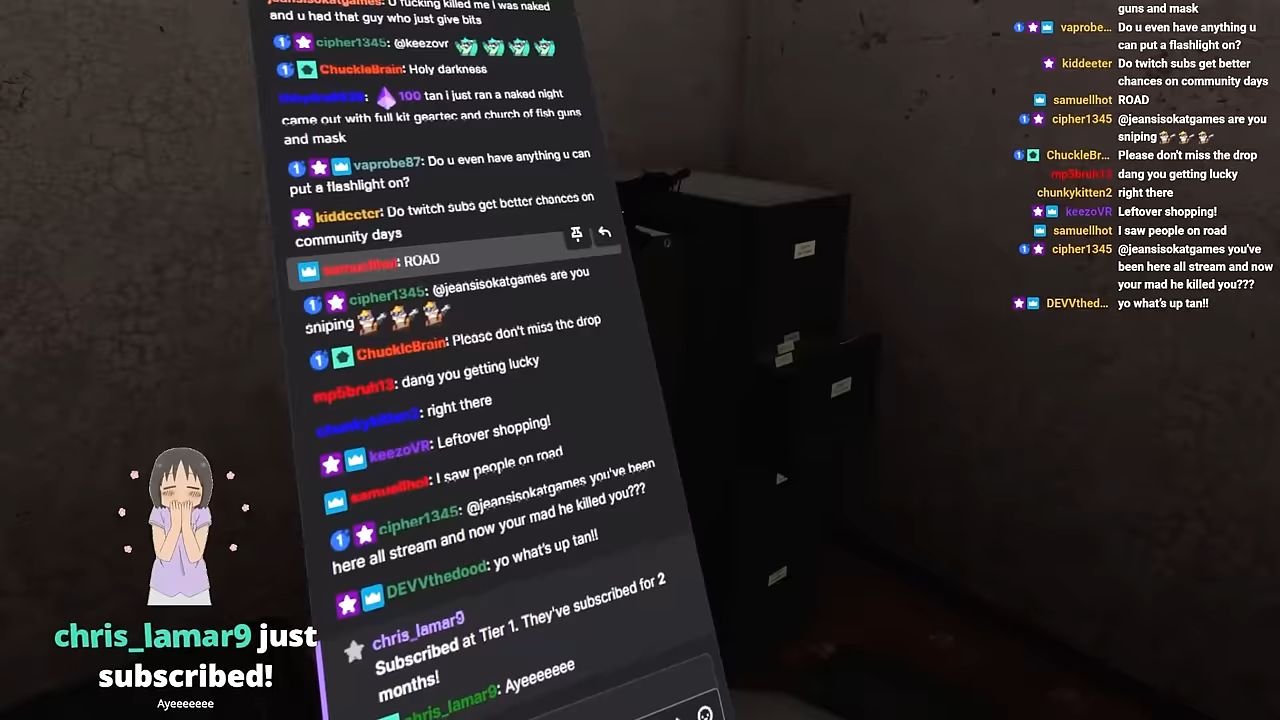 and u had that guy who just give bits
cipher1345: @keezovr
ChuckleBrain: Holy darkness
100 tan i just ran a naked night
came out with full kit geartec and church of fish guns
and mask
vaprobe87: Do u even have anything u can
put a flashlight on?
kiddeeter: Do twitch subs get better chances on
community days
samuellhot: ROAD
cipher1345: @jeansisokatgames are you
sniping
ChuckleBrain: Please don't miss the drop
mp5bruh13: dang you getting lucky
chunkykitten2: right there
keezoVR: Leftover shopping!
samuellhot: I saw people on road
cipher1345: @jeansisokatgames you've been
here all stream and now your mad he killed you???
DEVVthedood: yo what's up tan!!
chris_lamar9
Subscribed at Tier 1. They've subscribed for 2
months!
chris_lamar9: Ayeeeeeee
guns and mask
vaprobe... Do u even have anything u
can put a flashlight on?
kiddeeter Do twitch subs get better
chances on community days
samuellhot ROAD
cipher1345 @jeansisokatgames are you
sniping
ChuckleBr... Please don't miss the drop
mp5bruh13 dang you getting lucky
chunkykitten2 right there
keezoVR Leftover shopping!
samuellhot I saw people on road
cipher1345 @jeansisokatgames you've
been here all stream and now
your mad he killed you???
DEVVthed... yo what's up tan!!
chris_lamar9 just
subscribed!
Ayeeeeeee